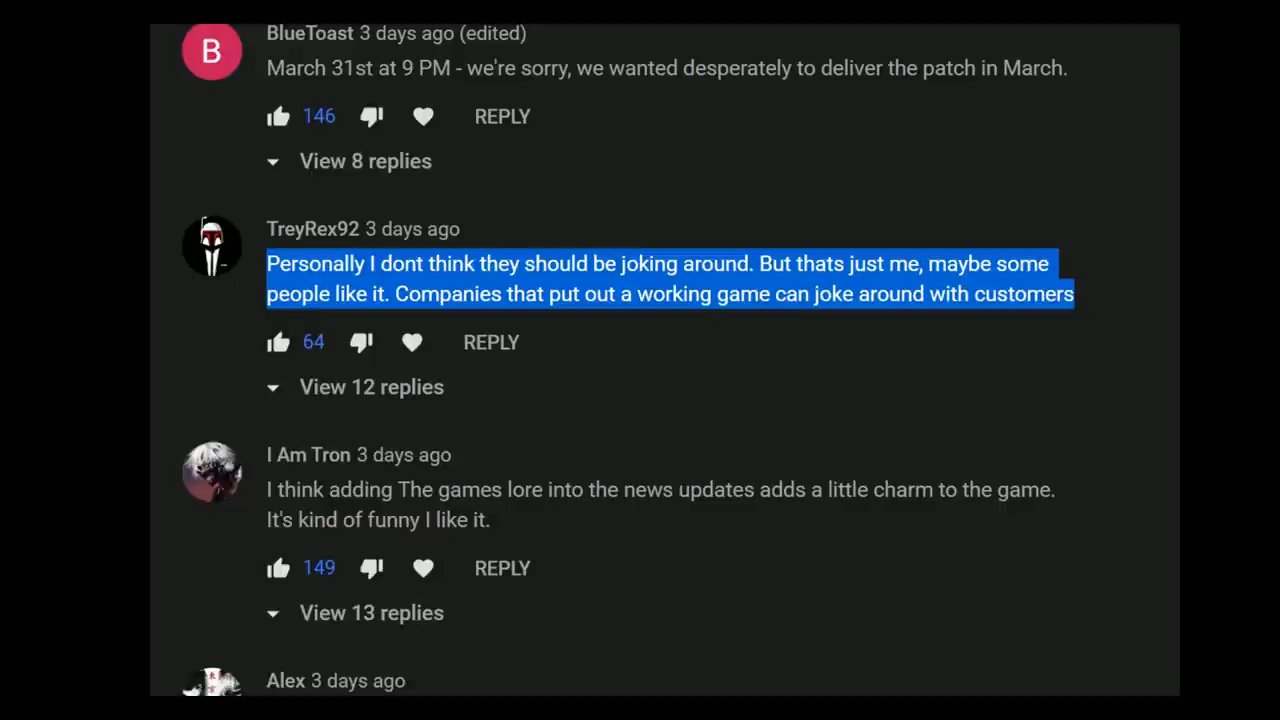 BlueToast 3 days ago (edited)
B
March 31st at 9 PM - we're sorry, we wanted desperately to deliver the patch in March.
146 REPLY
View 8 replies
TreyRex92 3 days ago
Personally I dont think they should be joking around. But thats just me, maybe some
people like it. Companies that put out a working game can joke around with customers
64 REPLY
View 12 replies
I Am Tron 3 days ago
I think adding The games lore into the news updates adds a little charm to the game.
It's kind of funny I like it.
149 REPLY
View 13 replies
Alex 3 days ago